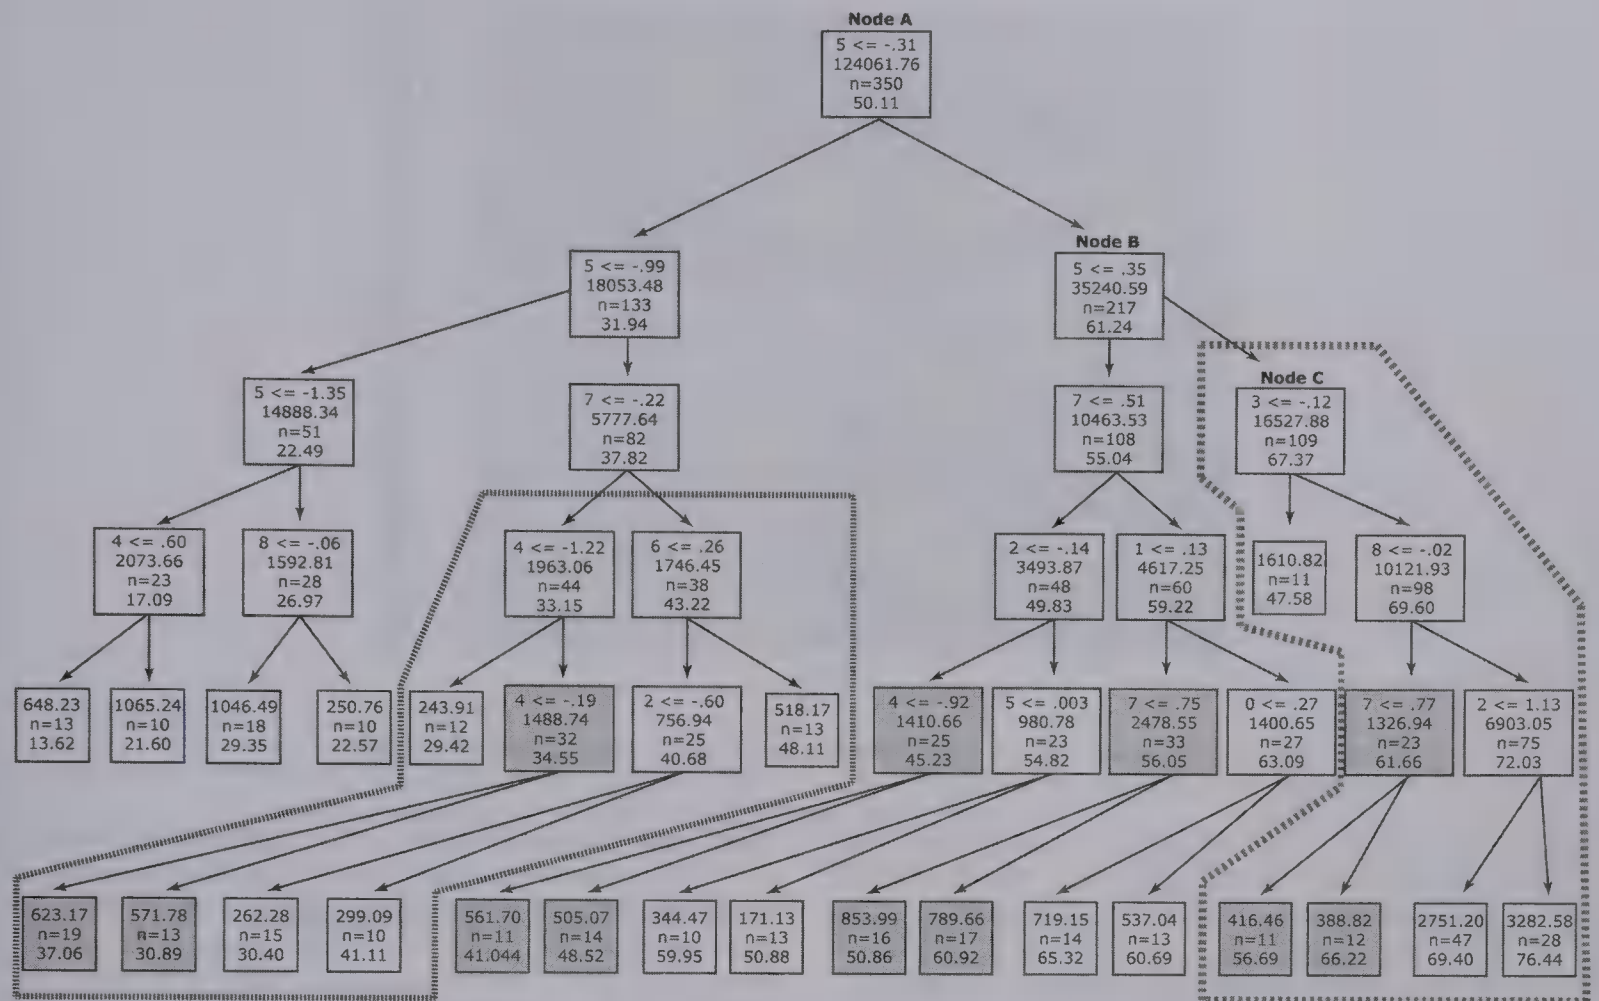 Node A
5 <= -.31
124061.76
n=350
50.11
5 <= -.99
18053.48
n=133
31.94
Node B
5 <= .35
35240.59
n=217
61.24
5 <= -1.35
14888.34
n=51
22.49
7 <= -.22
5777.64
n=82
37.82
7 <= .51
10463.53
n=108
55.04
Node C
3 <= -.12
16527.88
n=109
67.37
4 <= .60
2073.66
n=23
17.09
8 <= -.06
1592.81
n=28
26.97
4 <= -1.22
1963.06
n=44
33.15
6 <= .26
1746.45
n=38
43.22
2 <= -.14
3493.87
n=48
49.83
1 <= .13
4617.25
n=60
59.22
1610.82
n=11
47.58
8 <= -.02
10121.93
n=98
69.60
648.23
n=13
13.62
1065.24
n=10
21.60
1046.49
n=18
29.35
250.76
n=10
22.57
243.91
n=12
29.42
4 <= -.19
1488.74
n=32
34.55
2 <= -.60
756.94
n=25
40.68
518.17
n=13
48.11
4 <= -.92
1410.66
n=25
45.23
5 <= .003
980.78
n=23
54.82
7 <= .75
2478.55
n=33
56.05
0 <= .27
1400.65
n=27
63.09
7 <= .77
1326.94
n=23
61.66
2 <= 1.13
6903.05
n=75
72.03
623.17
n=19
37.06
571.78
n=13
30.89
262.28
n=15
30.40
299.09
n=10
41.11
561.70
n=11
41.044
505.07
n=14
48.52
344.47
n=10
59.95
171.13
n=13
50.88
853.99
n=16
50.86
789.66
n=17
60.92
719.15
n=14
65.32
537.04
n=13
60.69
416.46
n=11
56.69
388.82
n=12
66.22
2751.20
n=47
69.40
3282.58
n=28
76.44